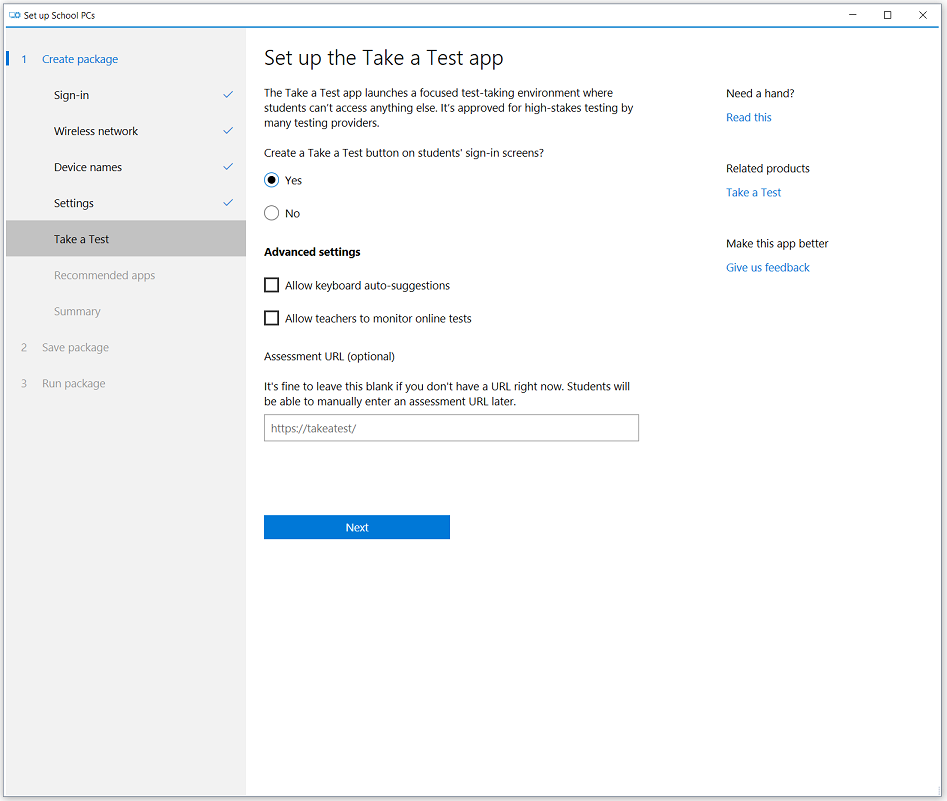 Set up School PCs
1 Create package
Sign-in
Wireless network
Device names
Settings
Take a Test
Recommended apps
Summary
2 Save package
3 Run package
Set up the Take a Test app
The Take a Test app launches a focused test-taking environment where
students can't access anything else. It's approved for high-stakes testing by
many testing providers.
Create a Take a Test button on students' sign-in screens?
Yes
No
Advanced settings
Allow keyboard auto-suggestions
Allow teachers to monitor online tests
Assessment URL (optional)
It's fine to leave this blank if you don't have a URL right now. Students will
be able to manually enter an assessment URL later.
https://takeatest/
Next
Need a hand?
Read this
Related products
Take a Test
Make this app better
Give us feedback